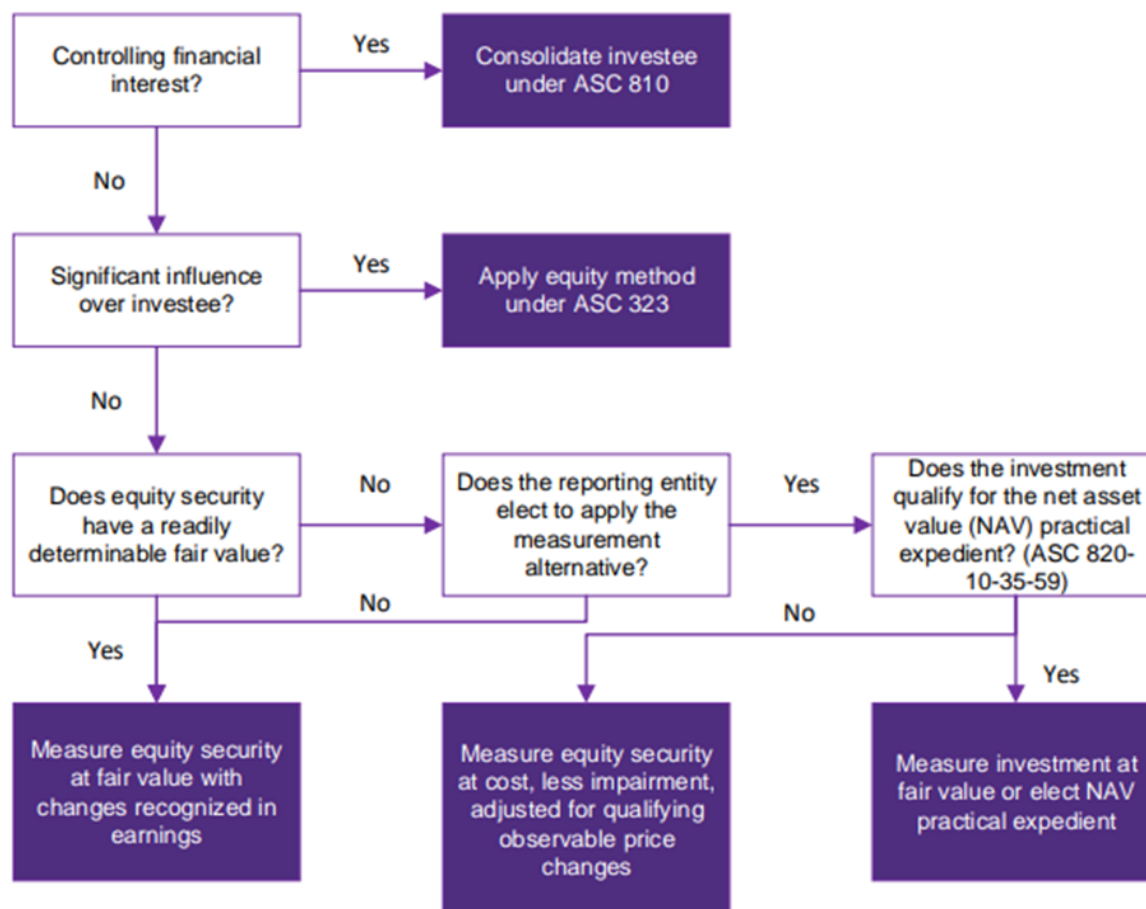 Controlling financial
interest?
Yes
Consolidate investee
under ASC 810
No
Significant influence
over investee?
Yes
Apply equity method
under ASC 323
No
Does equity security
have a readily
determinable fair value?
No
Does the reporting entity
elect to apply the
measurement
alternative?
Yes
Does the investment
qualify for the net asset
value (NAV) practical
expedient? (ASC 820-
10-35-59)
No
No
Yes
Yes
Measure equity security
at fair value with
changes recognized in
earnings
Measure equity security
at cost, less impairment,
adjusted for qualifying
observable price
changes
Measure investment at
fair value or elect NAV
practical expedient